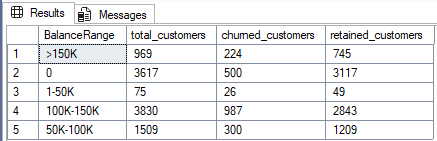 Results Messages
BalanceRange total_customers churned_customers retained_customers
1 >150K 969 224 745
2 0 3617 500 3117
3 1-50K 75 26 49
4 100K-150K 3830 987 2843
5 50K-100K 1509 300 1209